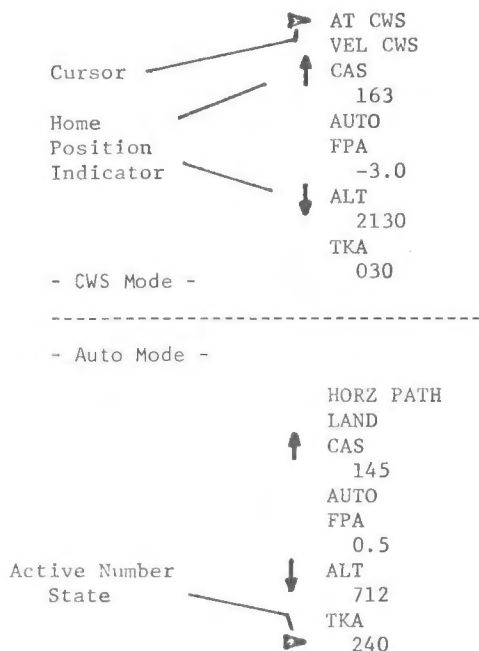 AT CWS
VEL CWS
Cursor
CAS
163
Home
Position
Indicator
AUTO
FPA
-3.0
ALT
2130
TKA
030
- CWS Mode -
- Auto Mode -
HORZ PATH
LAND
CAS
145
AUTO
FPA
0.5
Active Number
State
ALT
712
TKA
240